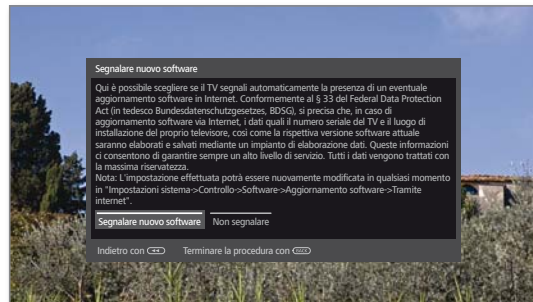 Segnalare nuovo software
Qui è possibile scegliere se il TV segnali automaticamente la presenza di un eventuale
aggiornamento software in Internet. Conformemente al § 33 del Federal Data Protection
Act (in tedesco Bundesdatenschutzgesetzes, BDSG), si precisa che, in caso di
aggiornamento software via Internet, i dati quali il numero seriale del TV e il luogo di
installazione del proprio televisore, così come la rispettiva versione software attuale
saranno elaborati e salvati mediante un impianto di elaborazione dati. Queste informazioni
ci consentono di garantire sempre un alto livello di servizio. Tutti i dati vengono trattati con
la massima riservatezza.
Nota: L'impostazione effettuata potrà essere nuovamente modificata in qualsiasi momento
in "Impostazioni sistema->Controllo->Software->Aggiornamento software->Tramite
internet".
Segnalare nuovo software Non segnalare
Indietro con Terminare la procedura con BACK